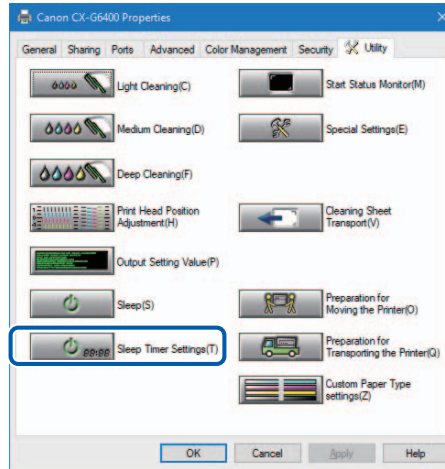 Canon CX-G6400 Properties
General Sharing Ports Advanced Color Management Security Utility
Light Cleaning(C)
Start Status Monitor(M)
Medium Cleaning(D)
Special Settings(E)
Deep Cleaning(F)
Print Head Position
Adjustment(H)
Cleaning Sheet
Transport(V)
Output Setting Value(P)
Sleep(S)
Preparation for
Moving the Printer(O)
88:88
Sleep Timer Settings(T)
Preparation for
Transporting the Printer(Q)
Custom Paper Type
settings(Z)
OK Cancel Apply Help